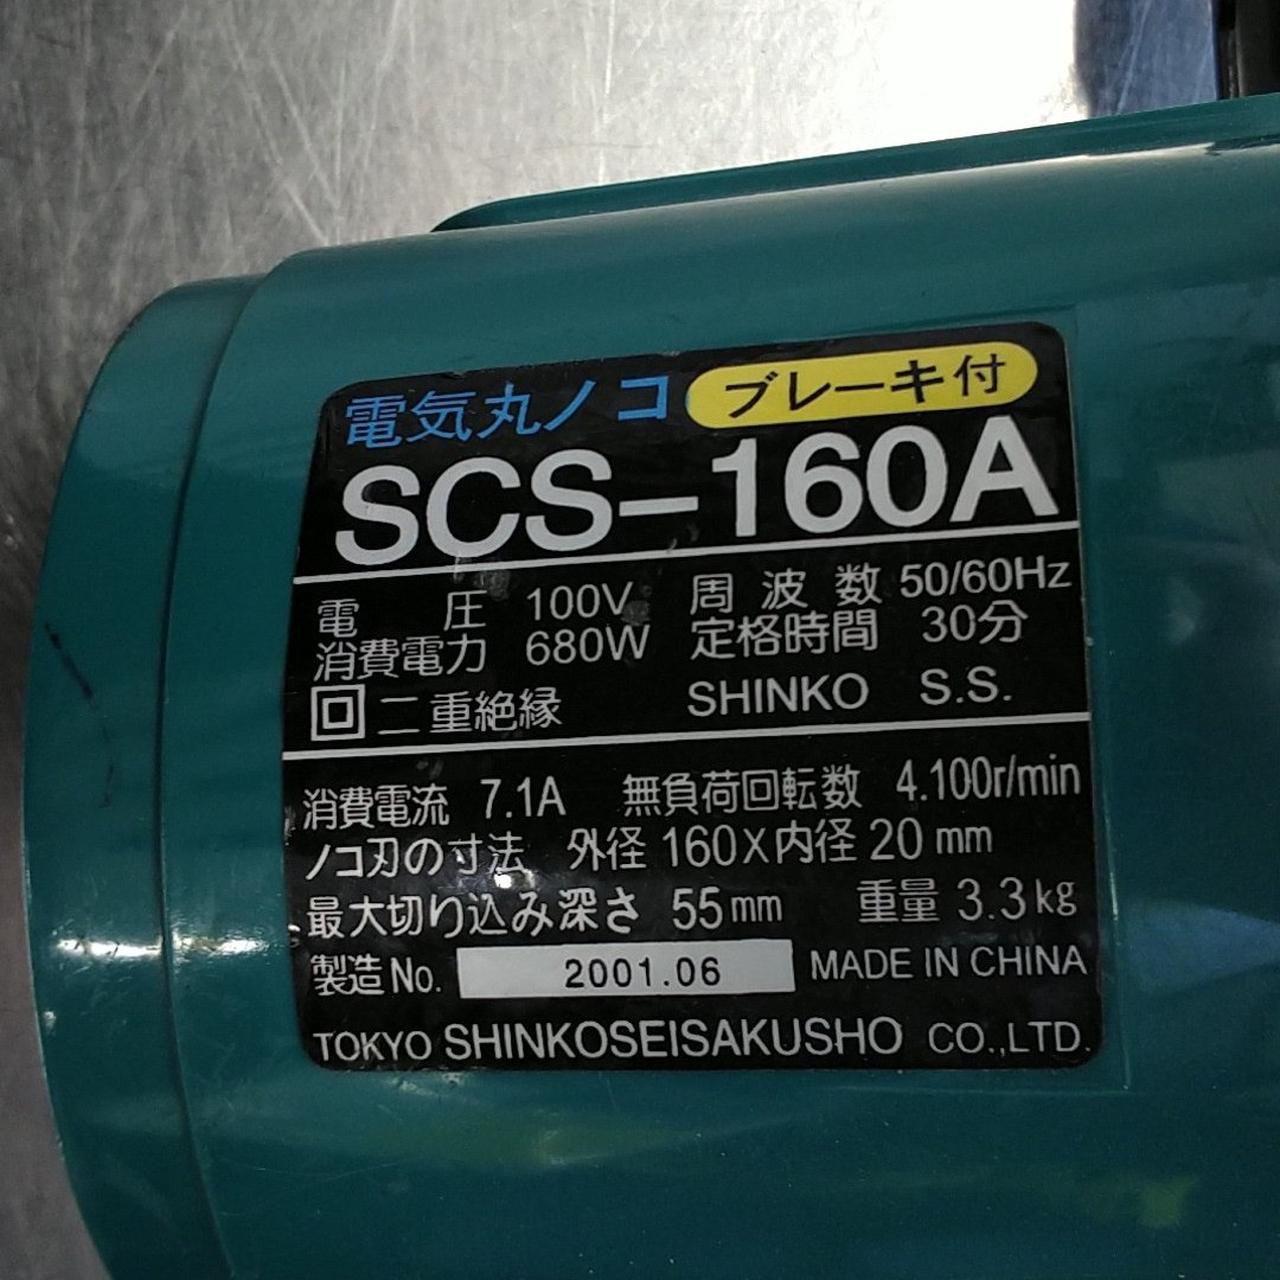 電気丸ノコ ブレーキ付
SCS-160A
電圧 100V 周波数 50/60Hz
消費電力 680W 定格時間 30分
回 二重絶縁 SHINKO S.S.
消費電流 7.1A 無負荷回転数 4.100r/min
ノコ刃の寸法 外径 160X内径 20mm
最大切り込み深さ 55mm 重量 3.3kg
製造No. 2001.06 MADE IN CHINA
TOKYO SHINKOSEISAKUSHO CO.,LTD.